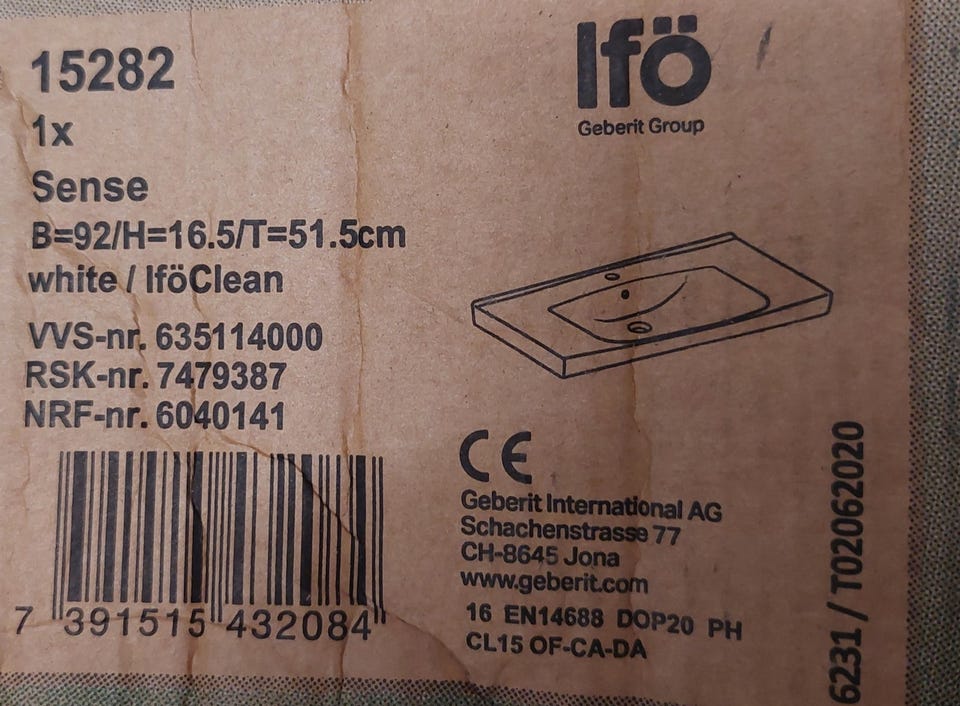 15282
1x
Sense
B=92/H=16.5/T=51.5cm
white / IföClean
VVS-nr. 635114000
RSK-nr. 7479387
NRF-nr. 6040141
7 391515 432084
Ifö
Geberit Group
CE
Geberit International AG
Schachenstrasse 77
CH-8645 Jona
www.geberit.com
16 EN14688 DOP20 PH
CL15 OF-CA-DA
6231 / T02062020